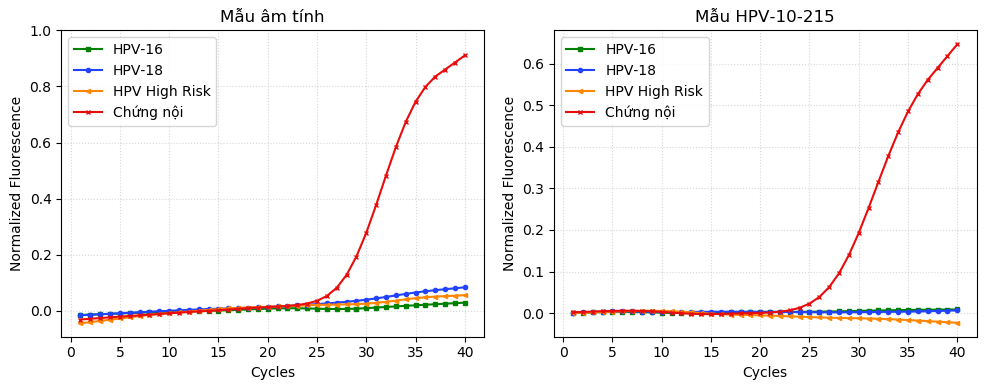 Mẫu âm tính
Normalized Fluorescence
1.0
0.8
0.6
0.4
0.2
0.0
HPV-16
HPV-18
HPV High Risk
Chứng nội
0 5 10 15 20 25 30 35 40
Cycles
Mẫu HPV-10-215
Normalized Fluorescence
0.6
0.5
0.4
0.3
0.2
0.1
0.0
HPV-16
HPV-18
HPV High Risk
Chứng nội
0 5 10 15 20 25 30 35 40
Cycles